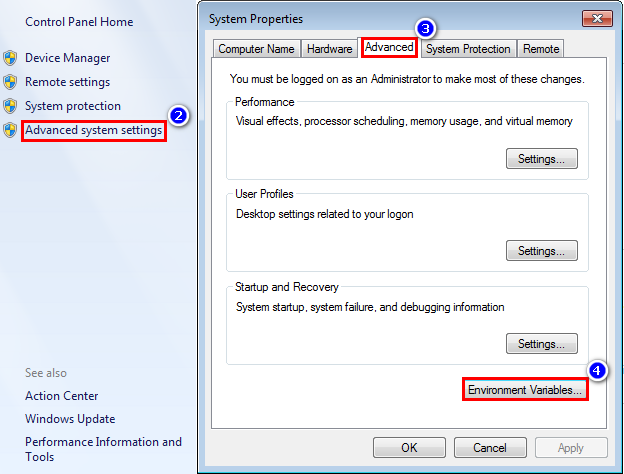 Control Panel Home
Device Manager
Remote settings
System protection
Advanced system settings
2
See also
Action Center
Windows Update
Performance Information and
Tools
System Properties
3
Computer Name
Hardware
Advanced
System Protection
Remote
You must be logged on as an Administrator to make most of these changes.
Performance
Visual effects, processor scheduling, memory usage, and virtual memory
Settings...
User Profiles
Desktop settings related to your logon
Settings...
Startup and Recovery
System startup, system failure, and debugging information
Settings...
4
Environment Variables...
OK
Cancel
Apply